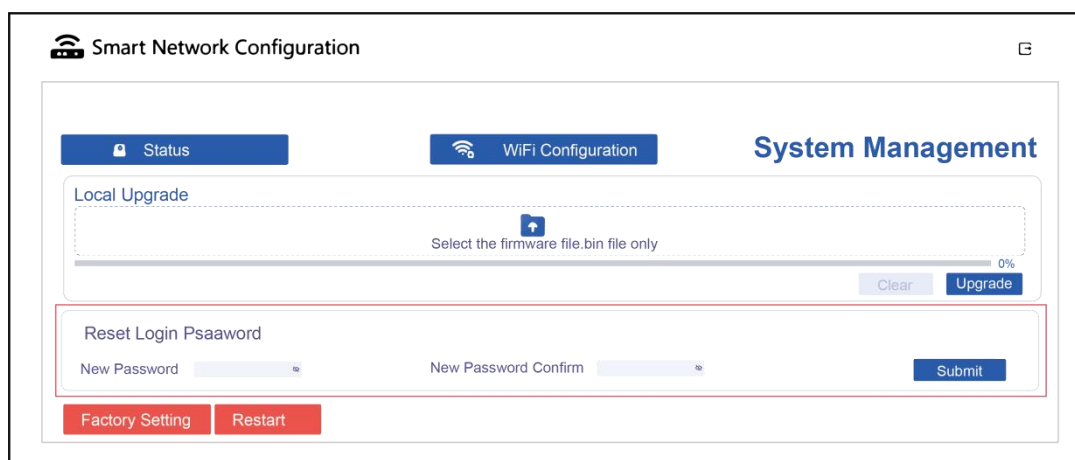 Smart Network Configuration
Status
WiFi Configuration
System Management
Local Upgrade
Select the firmware file.bin file only
0%
Clear
Upgrade
Reset Login Psaaword
New Password
New Password Confirm
Submit
Factory Setting
Restart